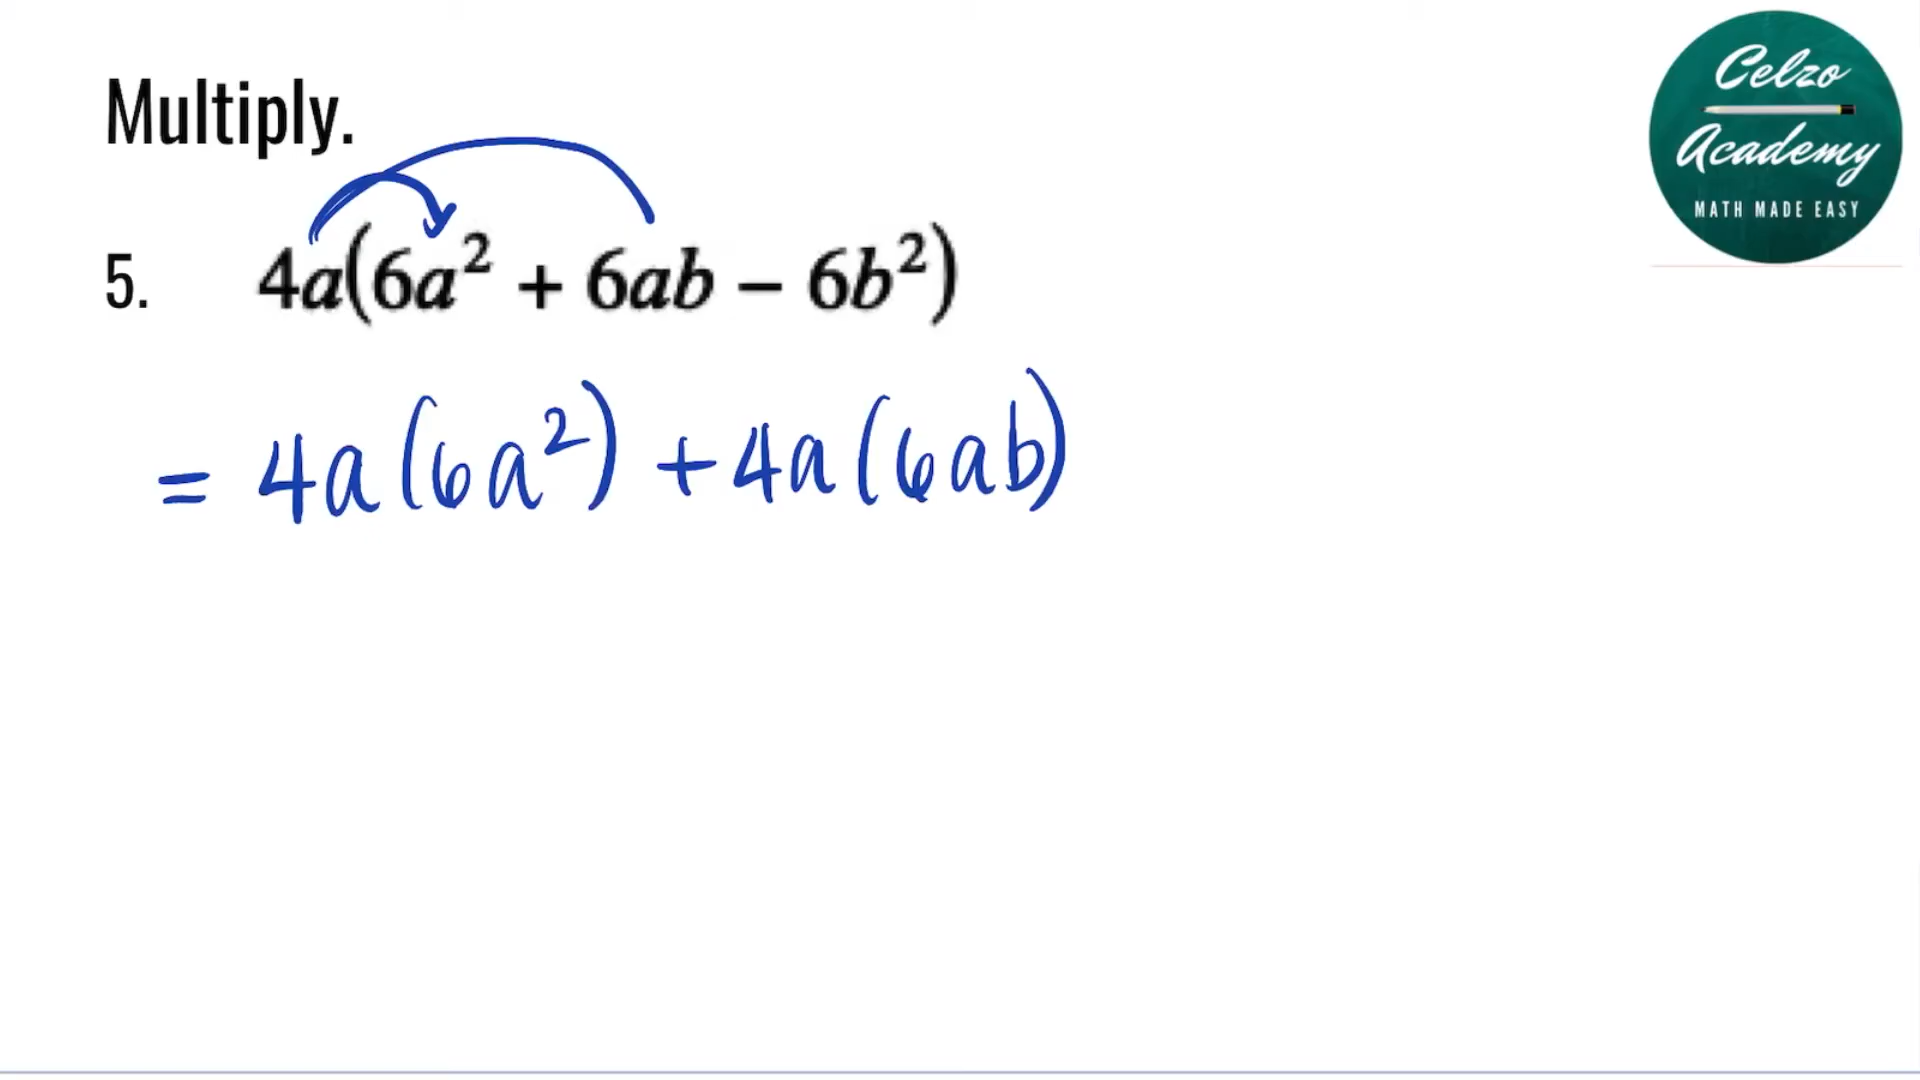 Multiply.
5. 4a(6a² + 6ab − 6b²)
= 4a(6a²) + 4a(6ab)
Celzo
Academy
MATH MADE EASY